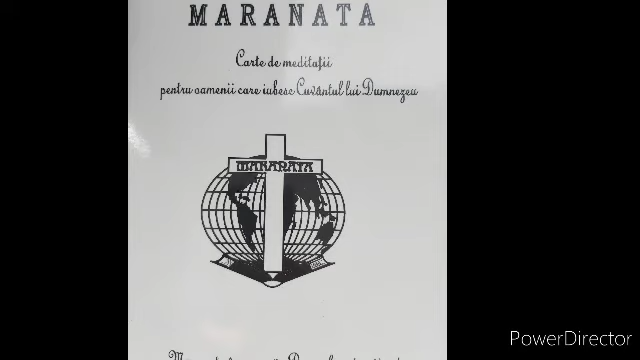 MARANATA
Carte de meditații
pentru oamenii care iubesc Cuvântul lui Dumnezeu
MARANATA
PowerDirector